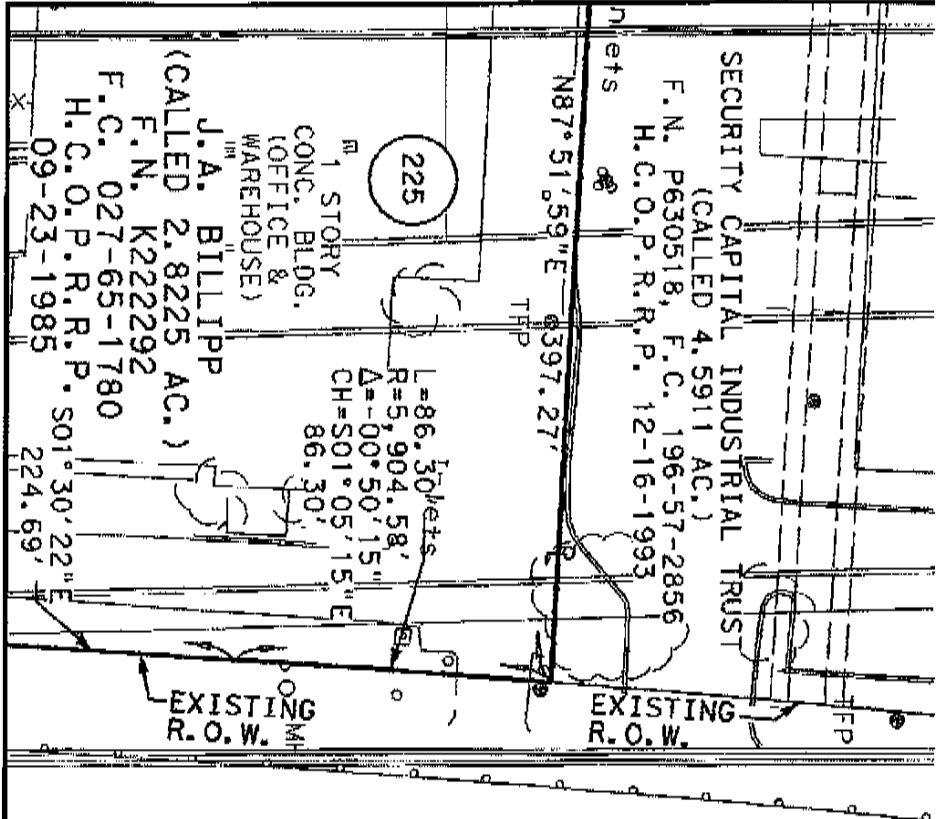 SECURITY CAPITAL INDUSTRIAL TRUST
(CALLED 4.5911 AC.)
F.N. P630518, F.C. 196-57-2856
H.C.O.P.R.R.P. 12-16-1993
ets
N87°51'59"E 397.27'
TFP
225
1 STORY
CONC. BLDG.
(OFFICE &
WAREHOUSE)
J.A. BILLIPP
(CALLED 2.8225 AC.)
F.N. K222292
F.C. 027-65-1780
H.C.O.P.R.R.P.
09-23-1985
L=86.30'
R=5,904.58'
Δ=-00°50'15"
CH=S01°05'15"E
86.30'
S01°30'22"E
224.69'
EXISTING
R.O.W.
EXISTING
R.O.W.
TFP